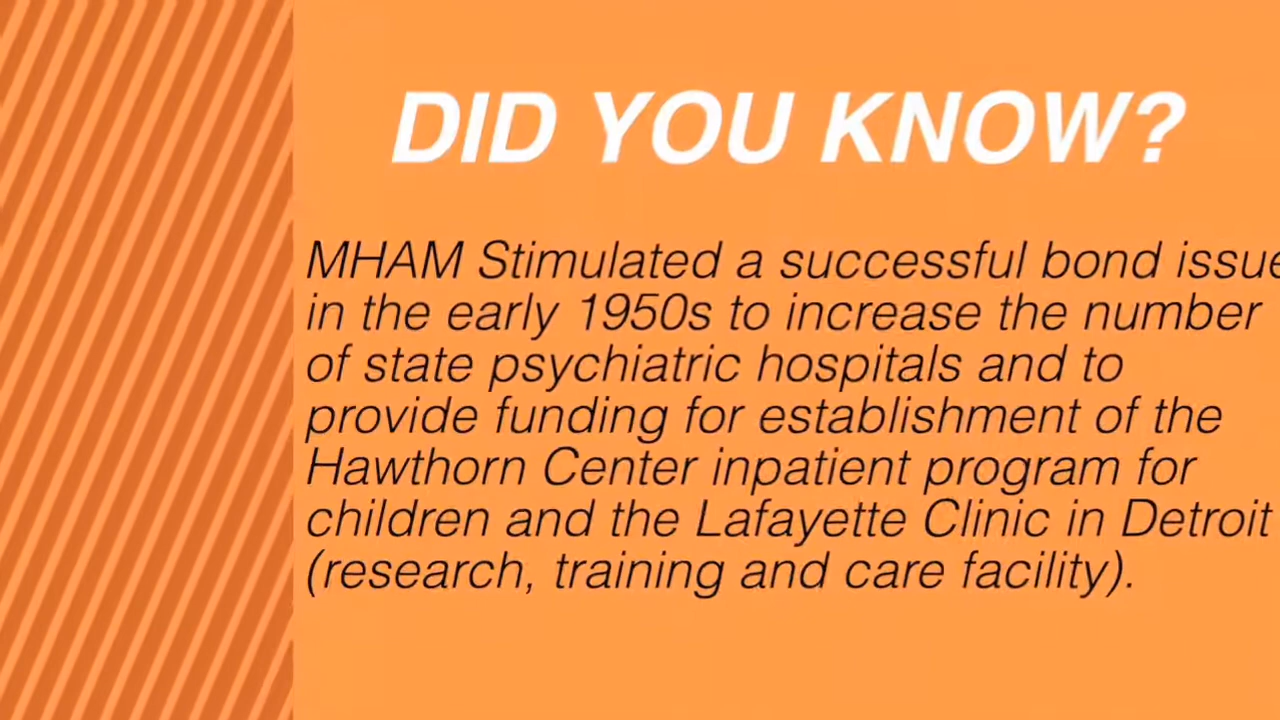 DID YOU KNOW?
MHAM Stimulated a successful bond issue
in the early 1950s to increase the number
of state psychiatric hospitals and to
provide funding for establishment of the
Hawthorn Center inpatient program for
children and the Lafayette Clinic in Detroit
(research, training and care facility).